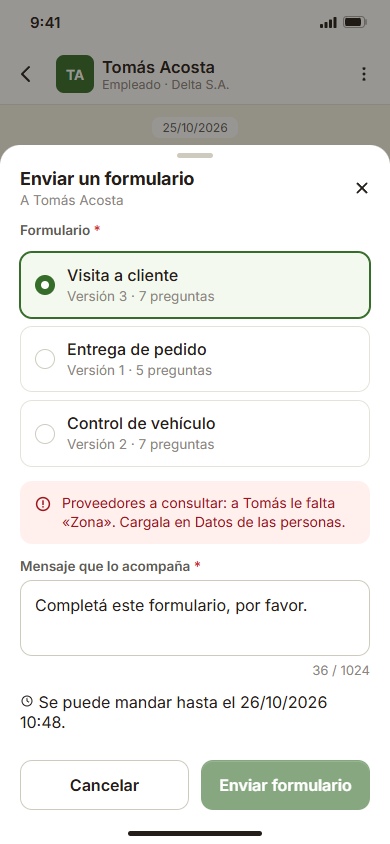 9:41
TA
Tomás Acosta
Empleado · Delta S.A.
25/10/2026
Enviar un formulario
A Tomás Acosta
Formulario *
Visita a cliente
Versión 3 · 7 preguntas
Entrega de pedido
Versión 1 · 5 preguntas
Control de vehículo
Versión 2 · 7 preguntas
Proveedores a consultar: a Tomás le falta
«Zona». Cargala en Datos de las personas.
Mensaje que lo acompaña *
Completá este formulario, por favor.
36 / 1024
Se puede mandar hasta el 26/10/2026
10:48.
Cancelar
Enviar formulario